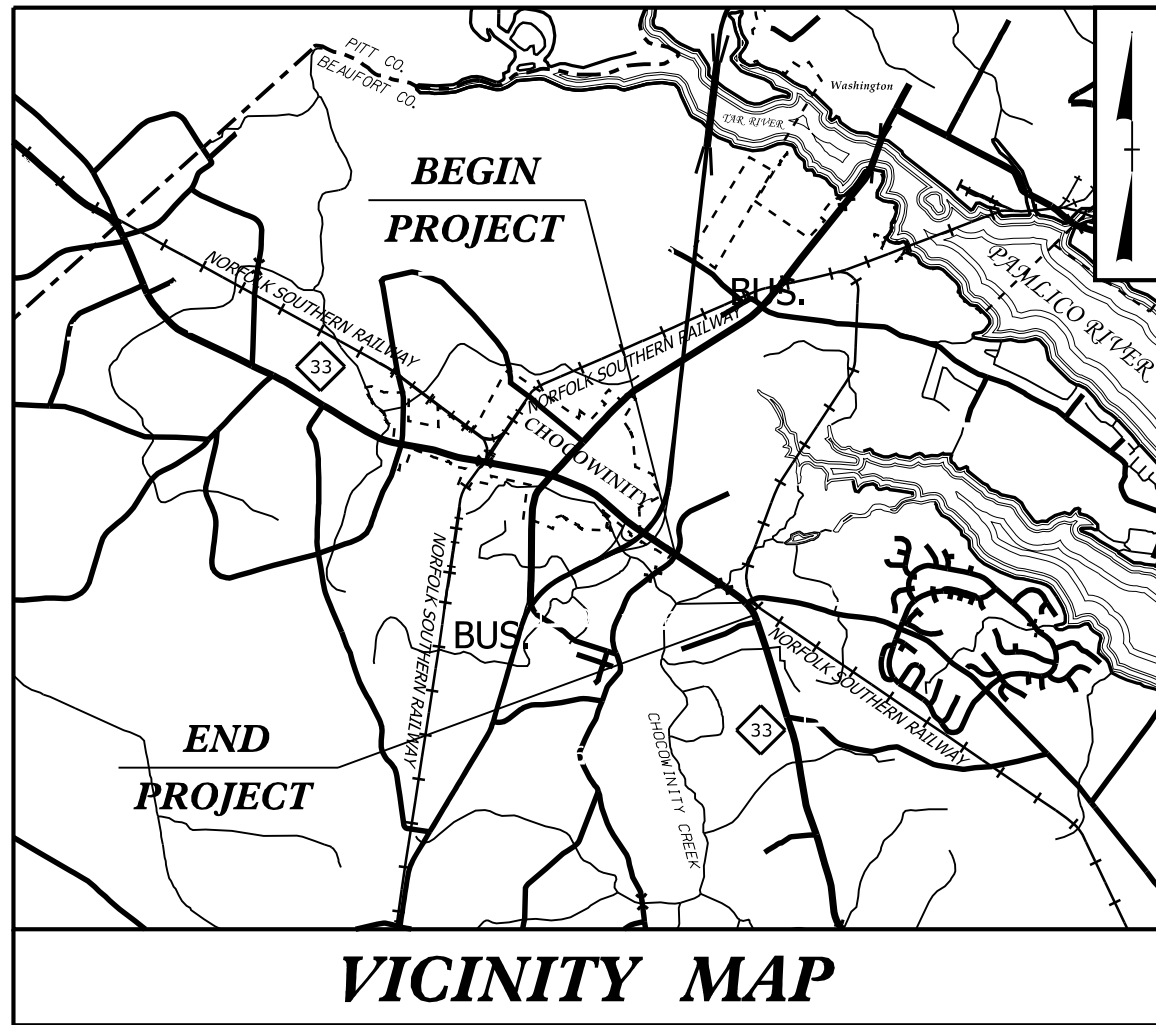 PITT CO.
BEAUFORT CO.
Washington
TAR RIVER
BEGIN
PROJECT
NORFOLK SOUTHERN RAILWAY
BUS.
PAMLICO RIVER
NORFOLK SOUTHERN RAILWAY
33
CHOCOWINITY
NORFOLK SOUTHERN RAILWAY
BUS.
NORFOLK SOUTHERN RAILWAY
END
PROJECT
CHOCOWINITY CREEK
33
VICINITY MAP